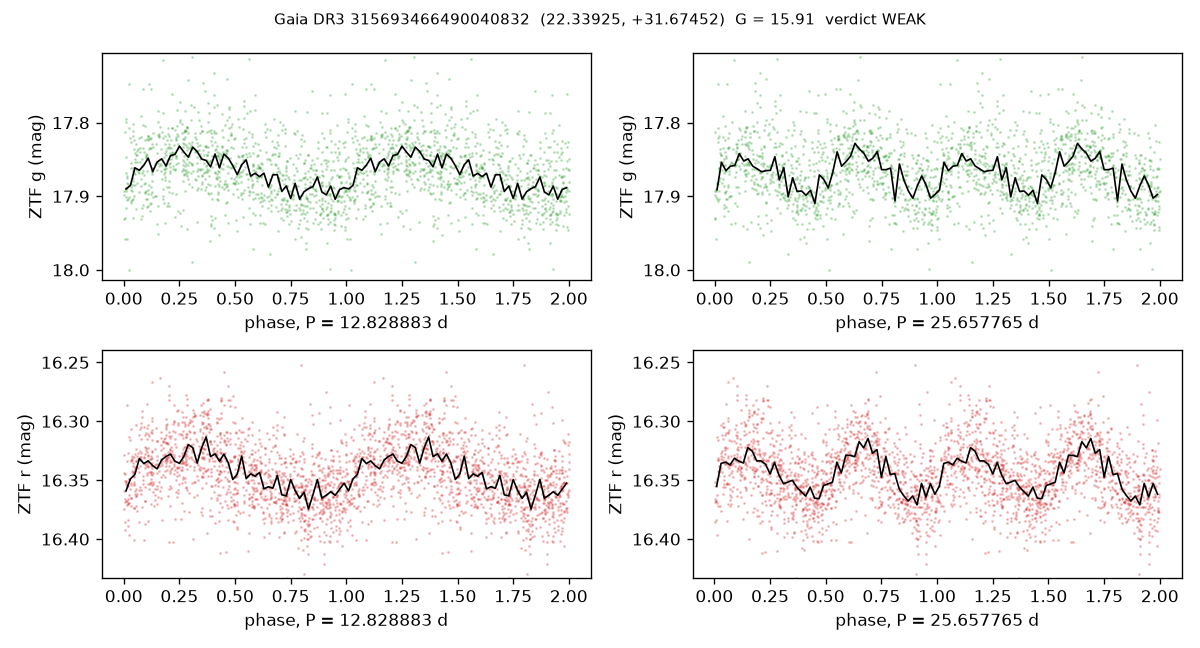 Gaia DR3 315693466490040832  (22.33925, +31.67452)  G = 15.91  verdict WEAK
ZTF g (mag)
17.8
17.9
18.0
0.00 0.25 0.50 0.75 1.00 1.25 1.50 1.75 2.00
phase, P = 12.828883 d
ZTF g (mag)
17.8
17.9
18.0
0.00 0.25 0.50 0.75 1.00 1.25 1.50 1.75 2.00
phase, P = 25.657765 d
ZTF r (mag)
16.25
16.30
16.35
16.40
0.00 0.25 0.50 0.75 1.00 1.25 1.50 1.75 2.00
phase, P = 12.828883 d
ZTF r (mag)
16.25
16.30
16.35
16.40
0.00 0.25 0.50 0.75 1.00 1.25 1.50 1.75 2.00
phase, P = 25.657765 d